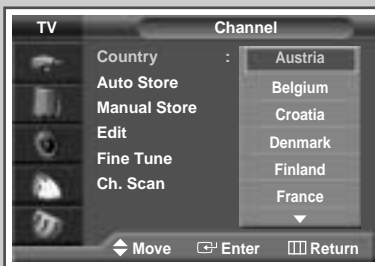 TV Channel
Country : Austria
Auto Store Belgium
Manual Store Croatia
Edit Denmark
Fine Tune Finland
Ch. Scan France
Move Enter Return